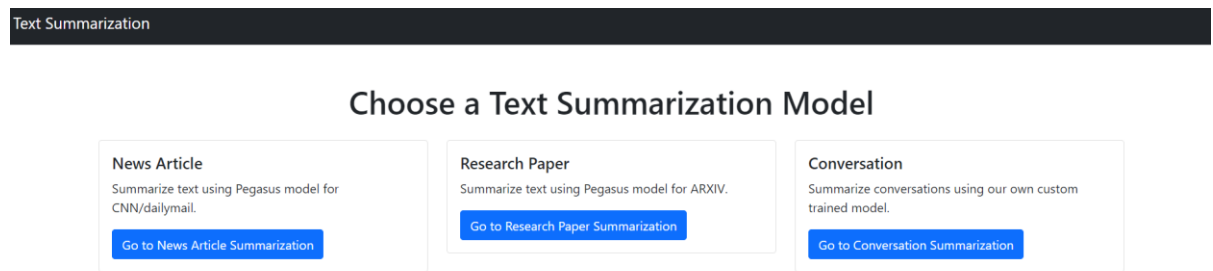 Text Summarization
Choose a Text Summarization Model
News Article
Summarize text using Pegasus model for
CNN/dailymail.
Go to News Article Summarization
Research Paper
Summarize text using Pegasus model for ARXIV.
Go to Research Paper Summarization
Conversation
Summarize conversations using our own custom
trained model.
Go to Conversation Summarization